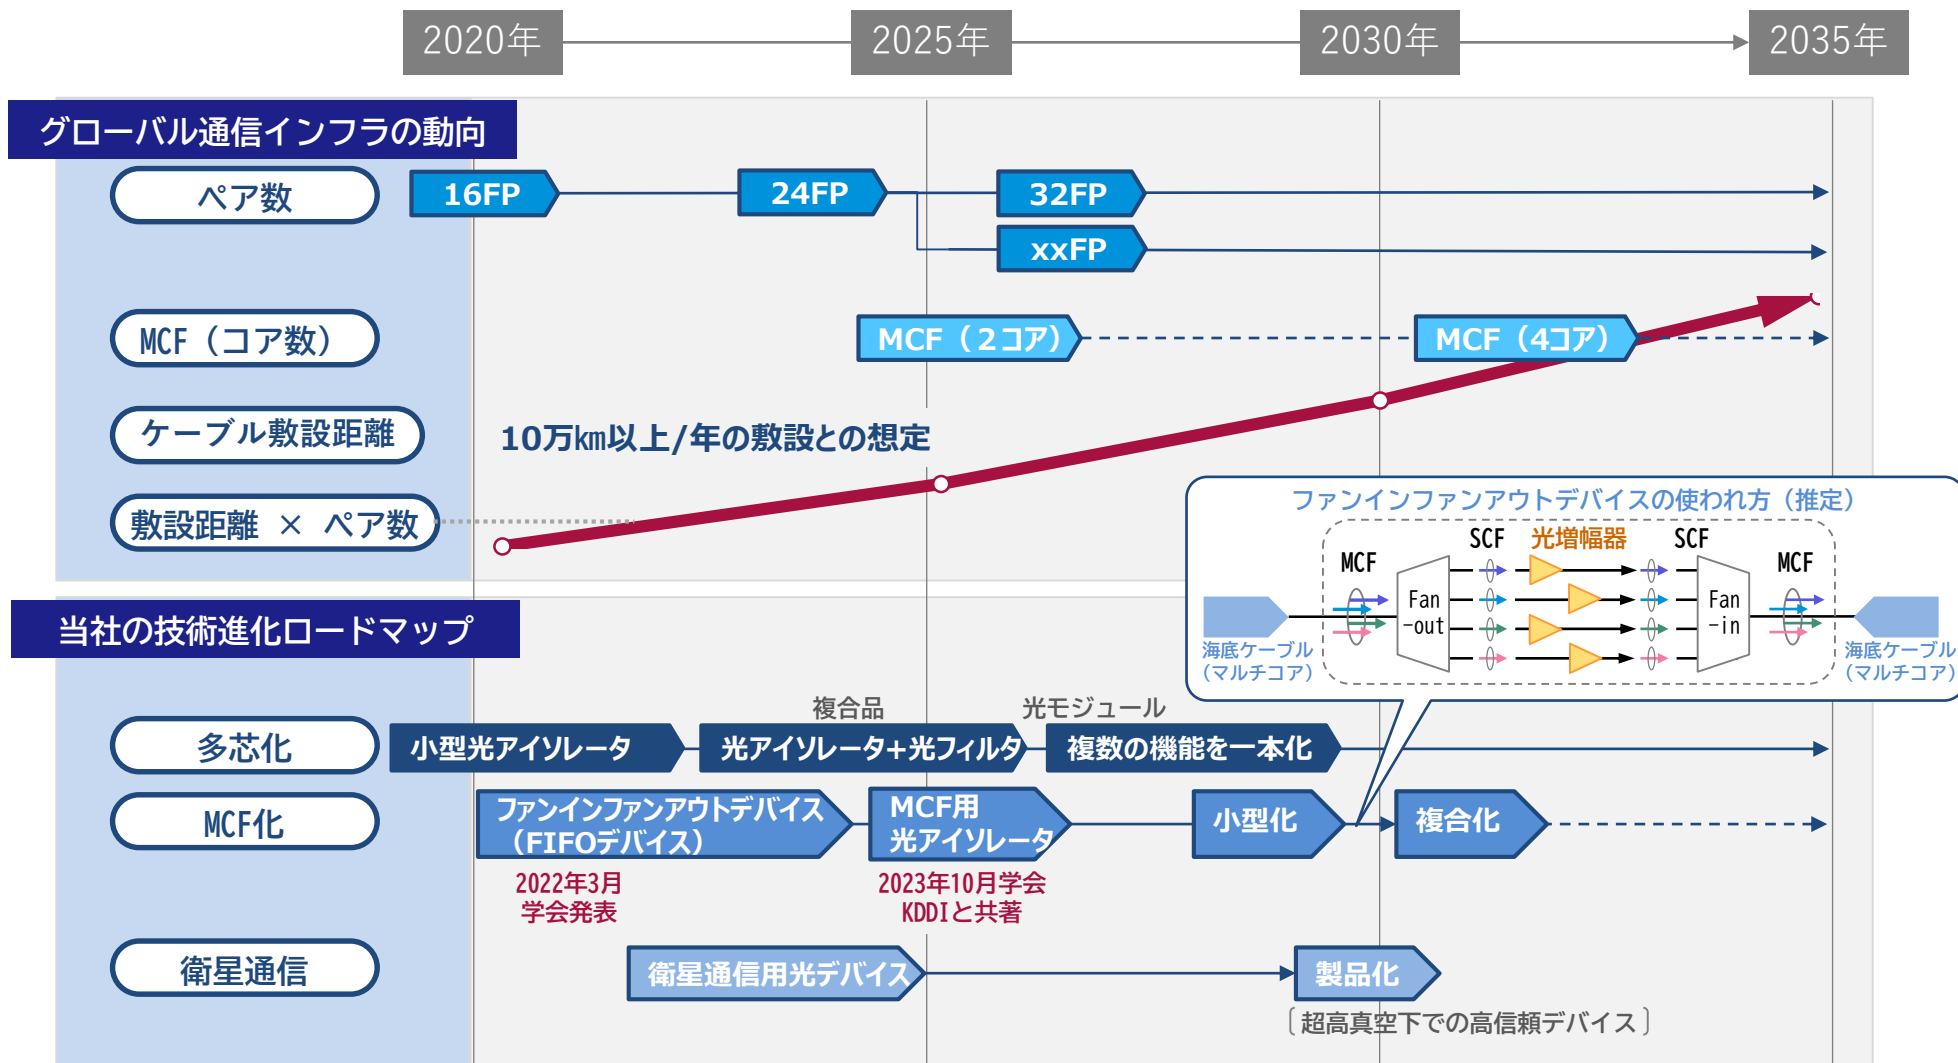 2020年
2025年
2030年
2035年
グローバル通信インフラの動向
ペア数
16FP
24FP
32FP
xxFP
MCF（コア数）
MCF（２コア）
MCF（4コア）
ケーブル敷設距離
10万㎞以上/年の敷設との想定
敷設距離 × ペア数
ファンインファンアウトデバイスの使われ方（推定）
MCF
SCF
光増幅器
SCF
MCF
Fan
-out
Fan
-in
海底ケーブル
（マルチコア）
海底ケーブル
（マルチコア）
当社の技術進化ロードマップ
複合品
光モジュール
多芯化
小型光アイソレータ
光アイソレータ+光フィルタ
複数の機能を一本化
MCF化
ファンインファンアウトデバイス
（FIFOデバイス）
MCF用
光アイソレータ
小型化
複合化
2022年3月
学会発表
2023年10月学会
KDDIと共著
衛星通信
衛星通信用光デバイス
製品化
〔超高真空下での高信頼デバイス〕